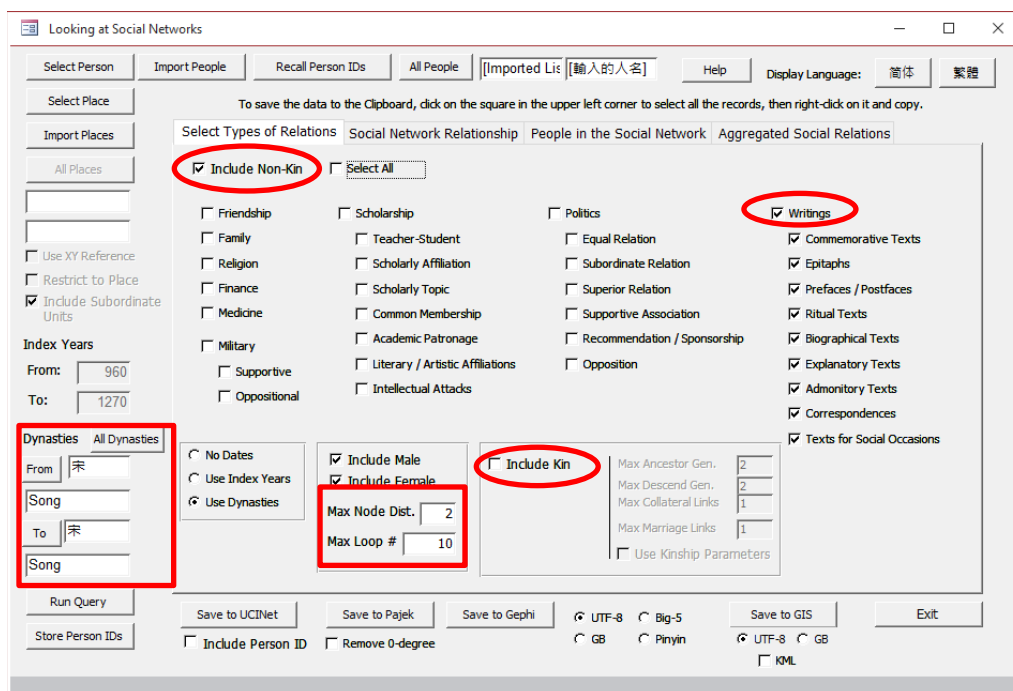 Looking at Social Networks
Select Person Import People Recall Person IDs All People [Imported Lis [輸入的人名] Help Display Language: 简体 繁體
Select Place
To save the data to the Clipboard, click on the square in the upper left corner to select all the records, then right-click on it and copy.
Import Places
Select Types of Relations Social Network Relationship People in the Social Network Aggregated Social Relations
All Places
Include Non-Kin Select All
Friendship Scholarship Politics Writings
Family Teacher-Student Equal Relation Commemorative Texts
Use XY Reference
Religion Scholarly Affiliation Subordinate Relation Epitaphs
Restrict to Place
Finance Scholarly Topic Superior Relation Prefaces / Postfaces
Include Subordinate Units
Medicine Common Membership Supportive Association Ritual Texts
Index Years
Military Academic Patronage Recommendation / Sponsorship Biographical Texts
From: 960
Supportive Literary / Artistic Affiliations Opposition Explanatory Texts
To: 1270
Oppositional Intellectual Attacks Admonitory Texts
Correspondences
Dynasties All Dynasties
Texts for Social Occasions
From 宋
Song
To 宋
Song
No Dates
Use Index Years
Use Dynasties
Include Male
Include Female
Max Node Dist. 2
Max Loop # 10
Include Kin
Max Ancestor Gen. 2
Max Descend Gen. 2
Max Collateral Links 1
Max Marriage Links 1
Use Kinship Parameters
Run Query
Store Person IDs
Save to UCINet Save to Pajek Save to Gephi UTF-8 Big-5 Save to GIS Exit
Include Person ID Remove 0-degree GB Pinyin UTF-8 GB
KML